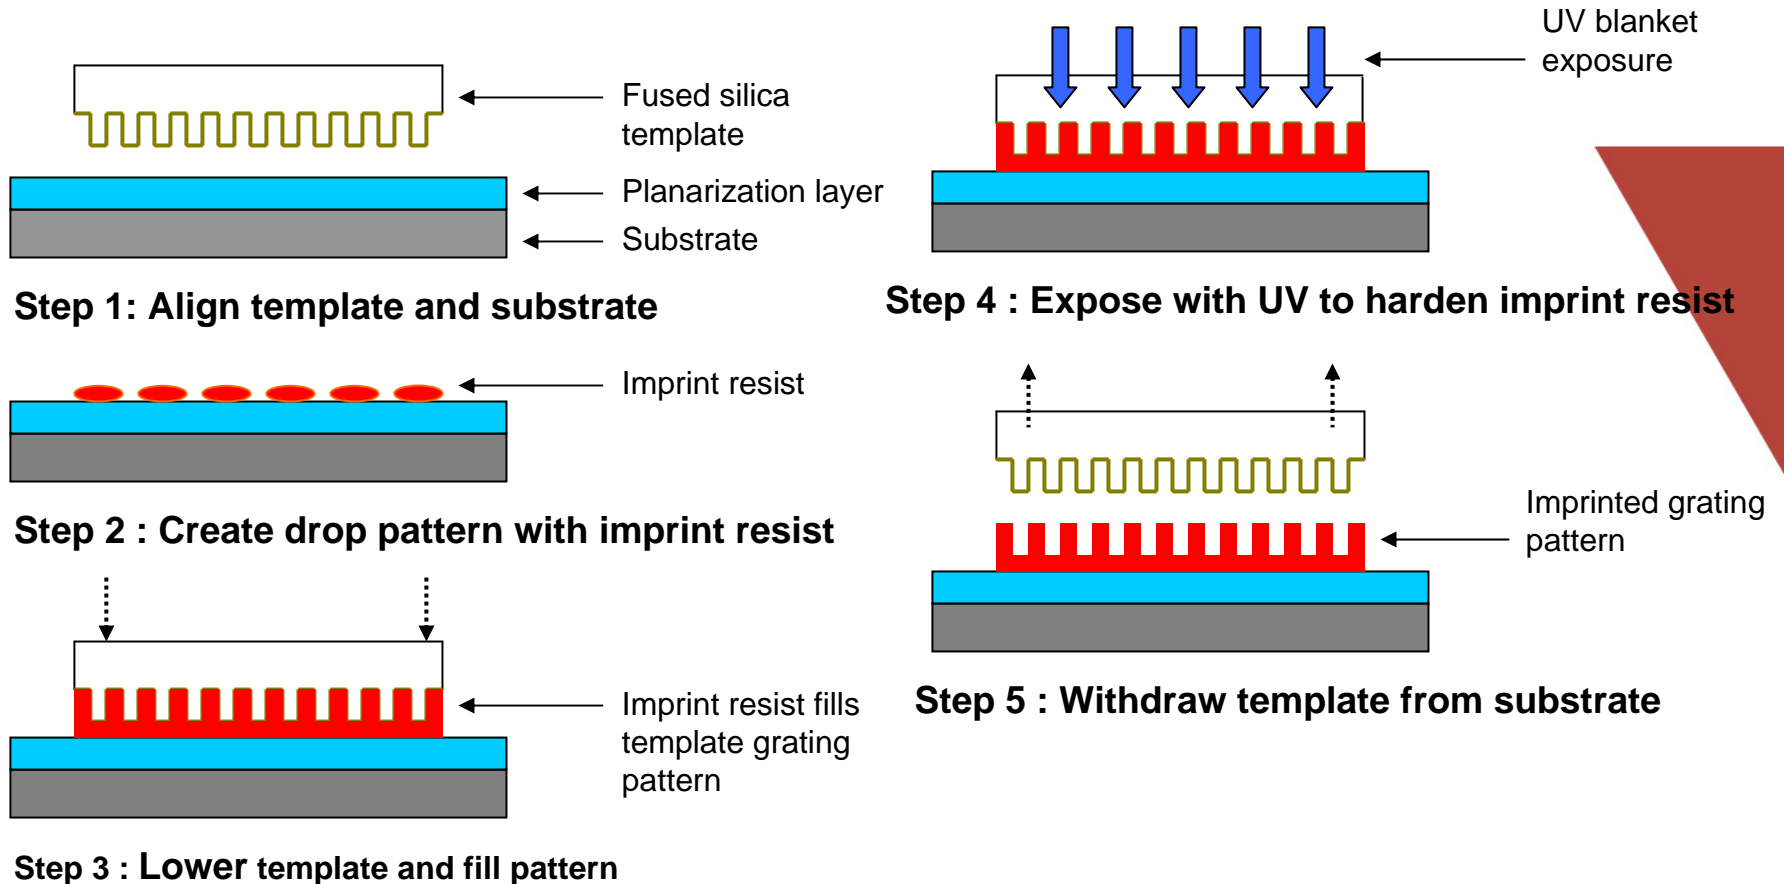 Fused silica
template
Planarization layer
Substrate
Step 1: Align template and substrate
Imprint resist
Step 2 : Create drop pattern with imprint resist
Imprint resist fills
template grating
pattern
Step 3 : Lower template and fill pattern
UV blanket
exposure
Step 4 : Expose with UV to harden imprint resist
Imprinted grating
pattern
Step 5 : Withdraw template from substrate